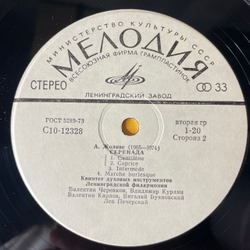 МИНИСТЕРСТВО КУЛЬТУРЫ СССР
МЕЛОДИЯ
ВСЕСОЮЗНАЯ ФИРМА ГРАМПЛАСТИНОК
СТЕРЕО
33
ЛЕНИНГРАДСКИЙ ЗАВОД
ГОСТ 5289-73
С10-12328
вторая гр
1-20
Сторона 2
А. Жоливе (1905—1974)
СЕРЕНАДА
1. Cantilène
2. Caprice
3. Intermède
4. Marche burlesque
Квинтет духовых инструментов
Ленинградской филармонии
Валентин Черенков, Владимир Курлин
Валентин Карлов, Виталий Буяновский
Лев Печерский